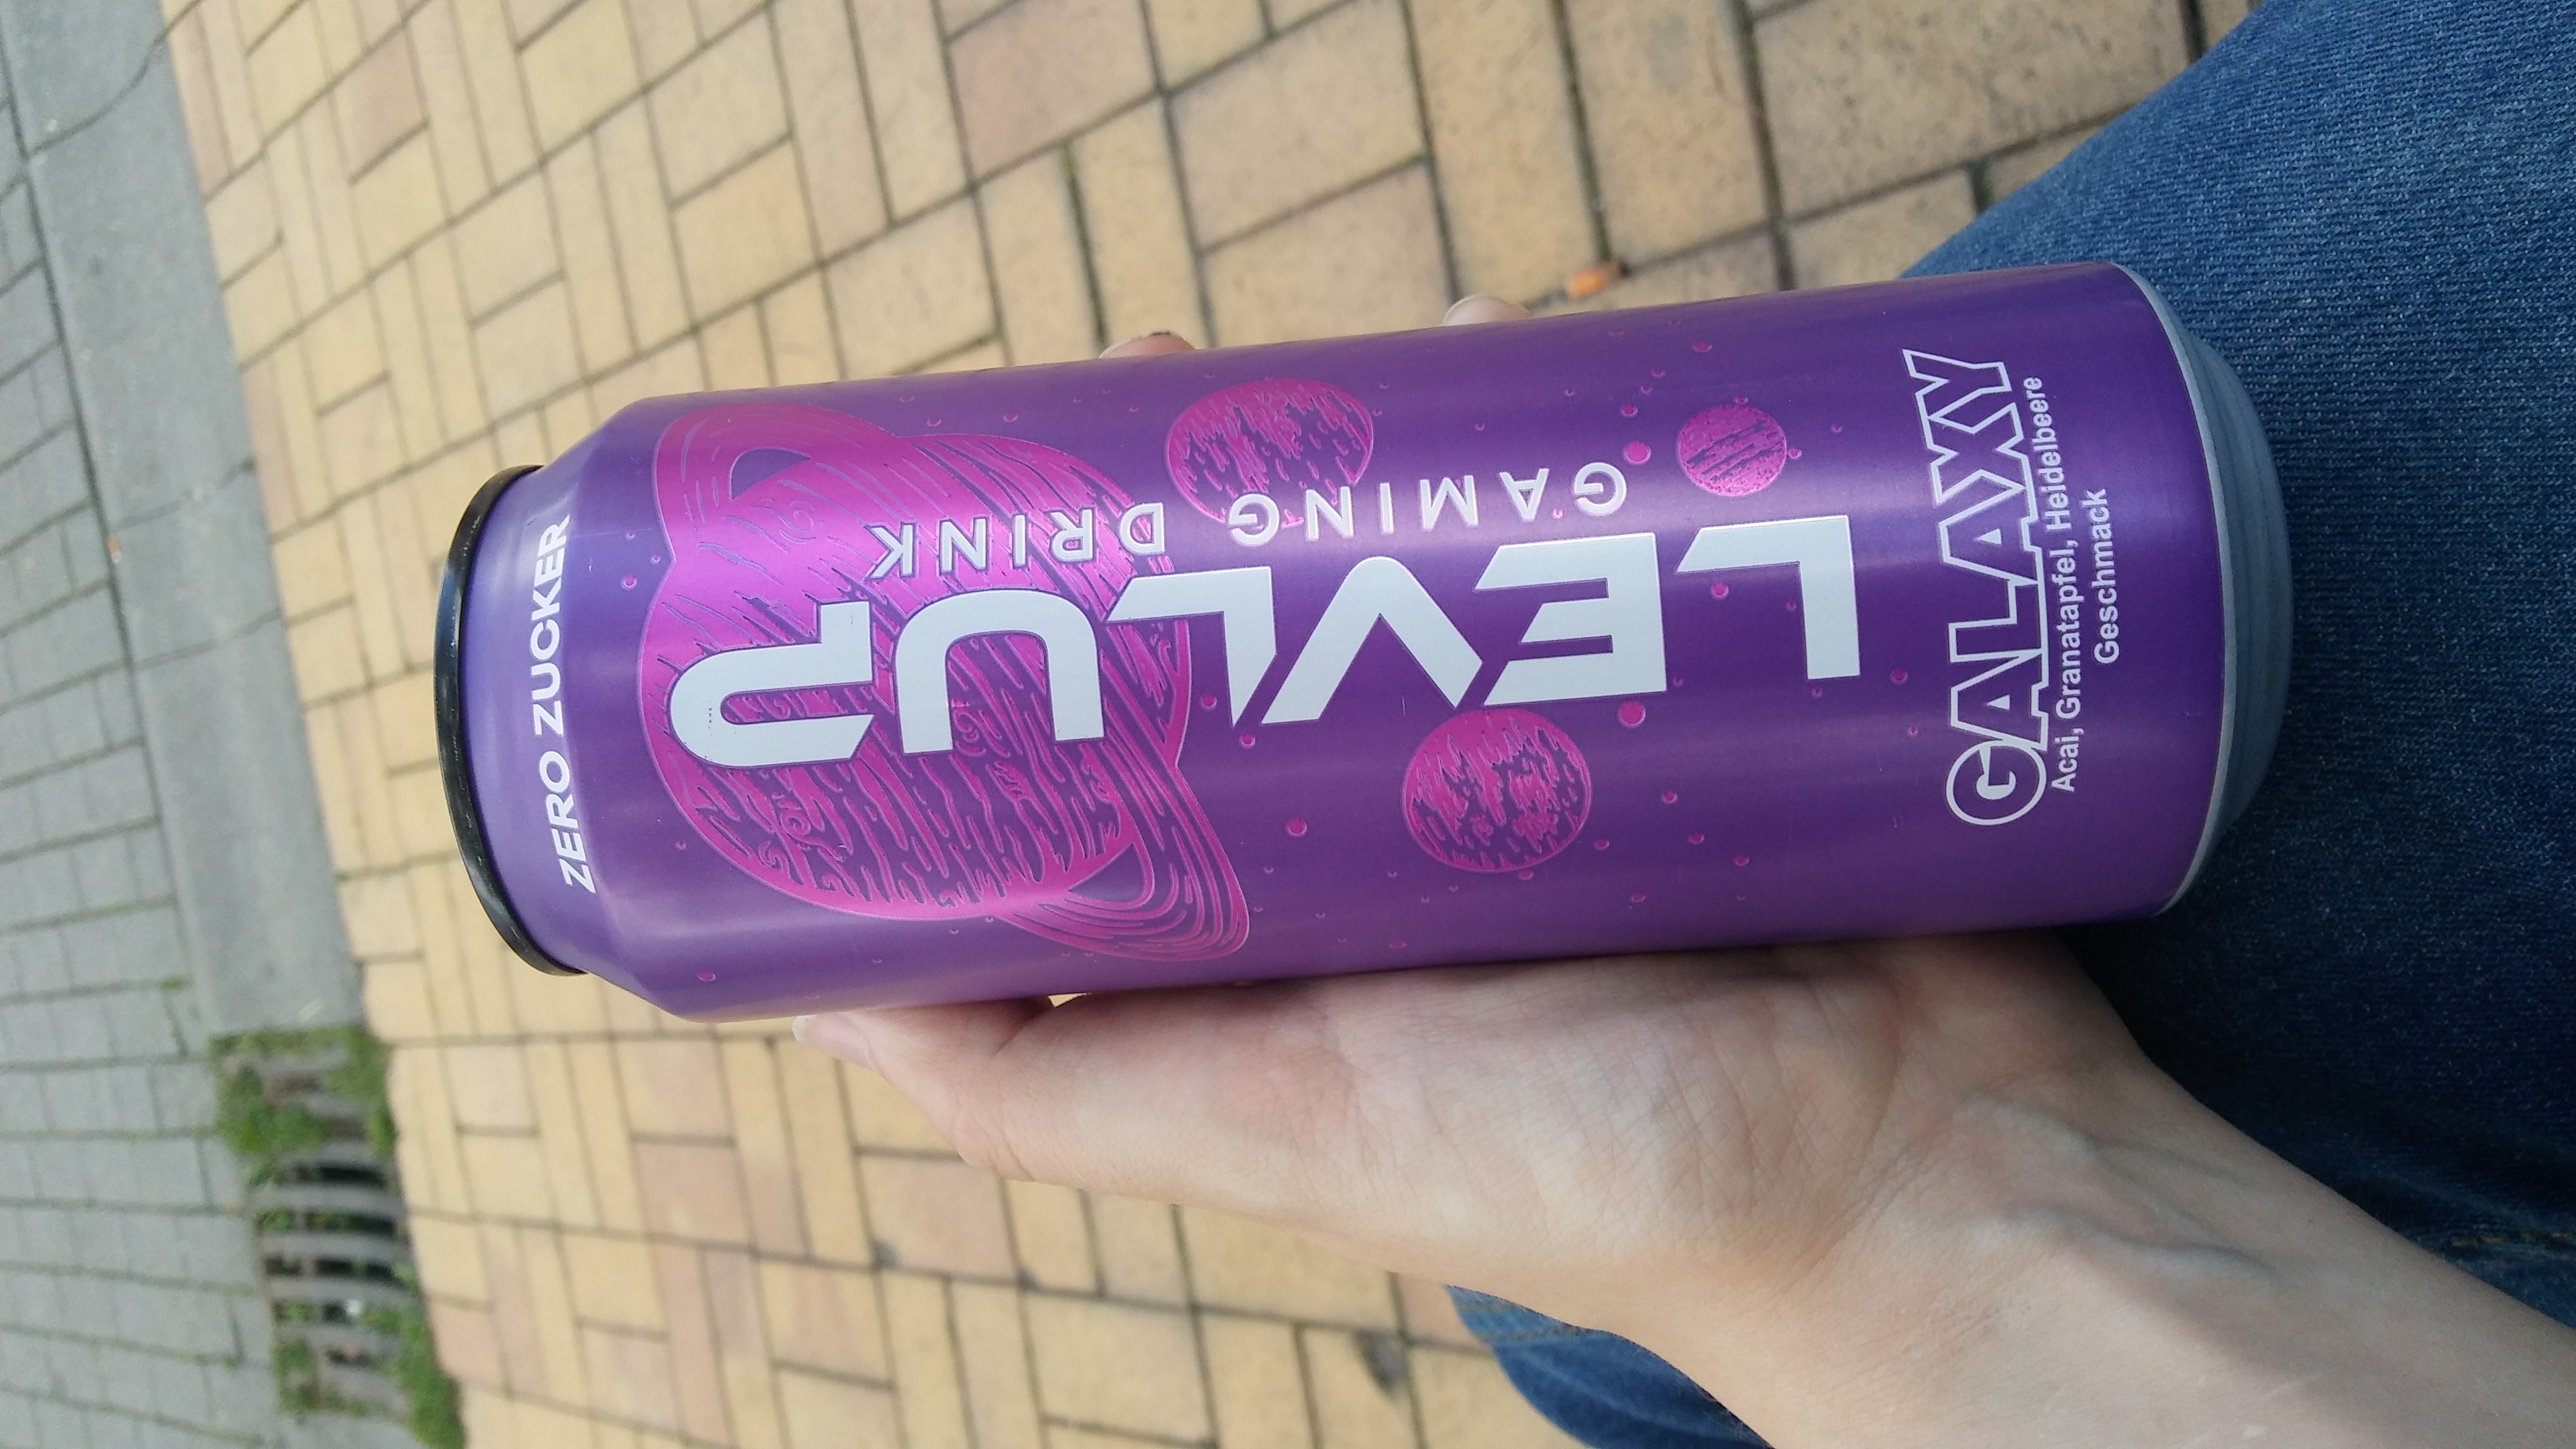 ZERO ZUCKER
LEVLUP
GAMING DRINK
GALAXY
Acai, Granatapfel, Heidelbeere
Geschmack